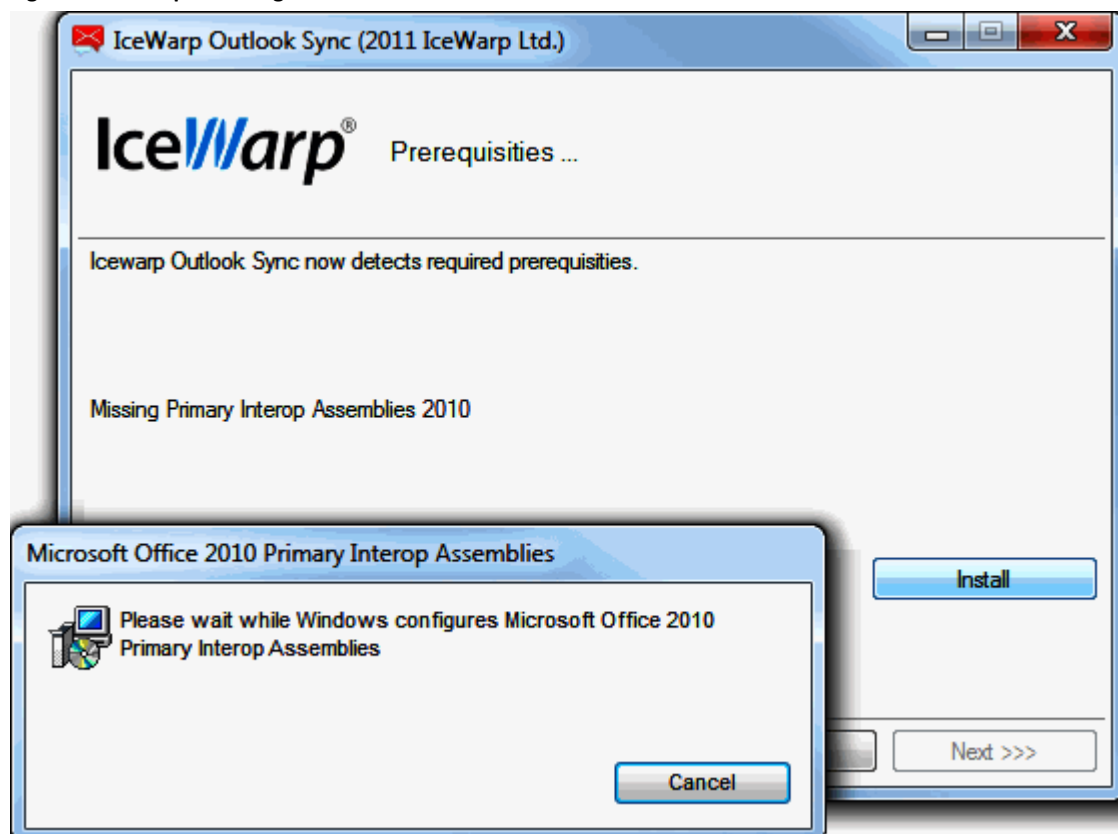 IceWarp Outlook Sync (2011 IceWarp Ltd.)
IceWarp® Prerequisities ...
Icewarp Outlook Sync now detects required prerequisities.
Missing Primary Interop Assemblies 2010
Install
Next >>>
Microsoft Office 2010 Primary Interop Assemblies
Please wait while Windows configures Microsoft Office 2010
Primary Interop Assemblies
Cancel